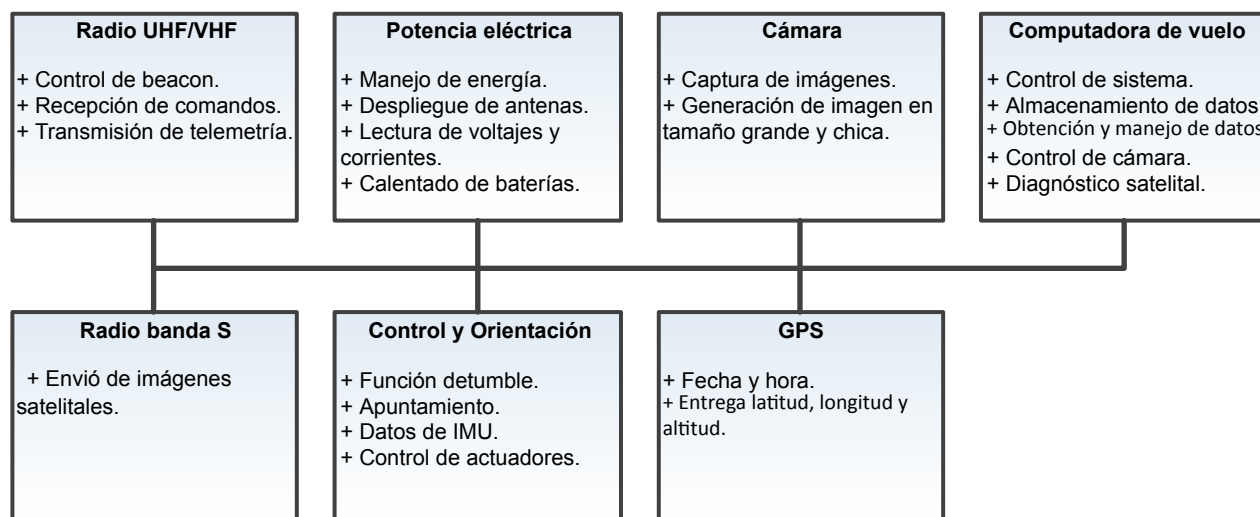 Radio UHF/VHF
+ Control de beacon.
+ Recepción de comandos.
+ Transmisión de telemetría.
Potencia eléctrica
+ Manejo de energía.
+ Despliegue de antenas.
+ Lectura de voltajes y
corrientes.
+ Calentado de baterías.
Cámara
+ Captura de imágenes.
+ Generación de imagen en
tamaño grande y chica.
Computadora de vuelo
+ Control de sistema.
+ Almacenamiento de datos
+ Obtención y manejo de datos
+ Control de cámara.
+ Diagnóstico satelital.
Radio banda S
+ Envió de imágenes
satelitales.
Control y Orientación
+ Función detumble.
+ Apuntamiento.
+ Datos de IMU.
+ Control de actuadores.
GPS
+ Fecha y hora.
+ Entrega latitud, longitud y
altitud.